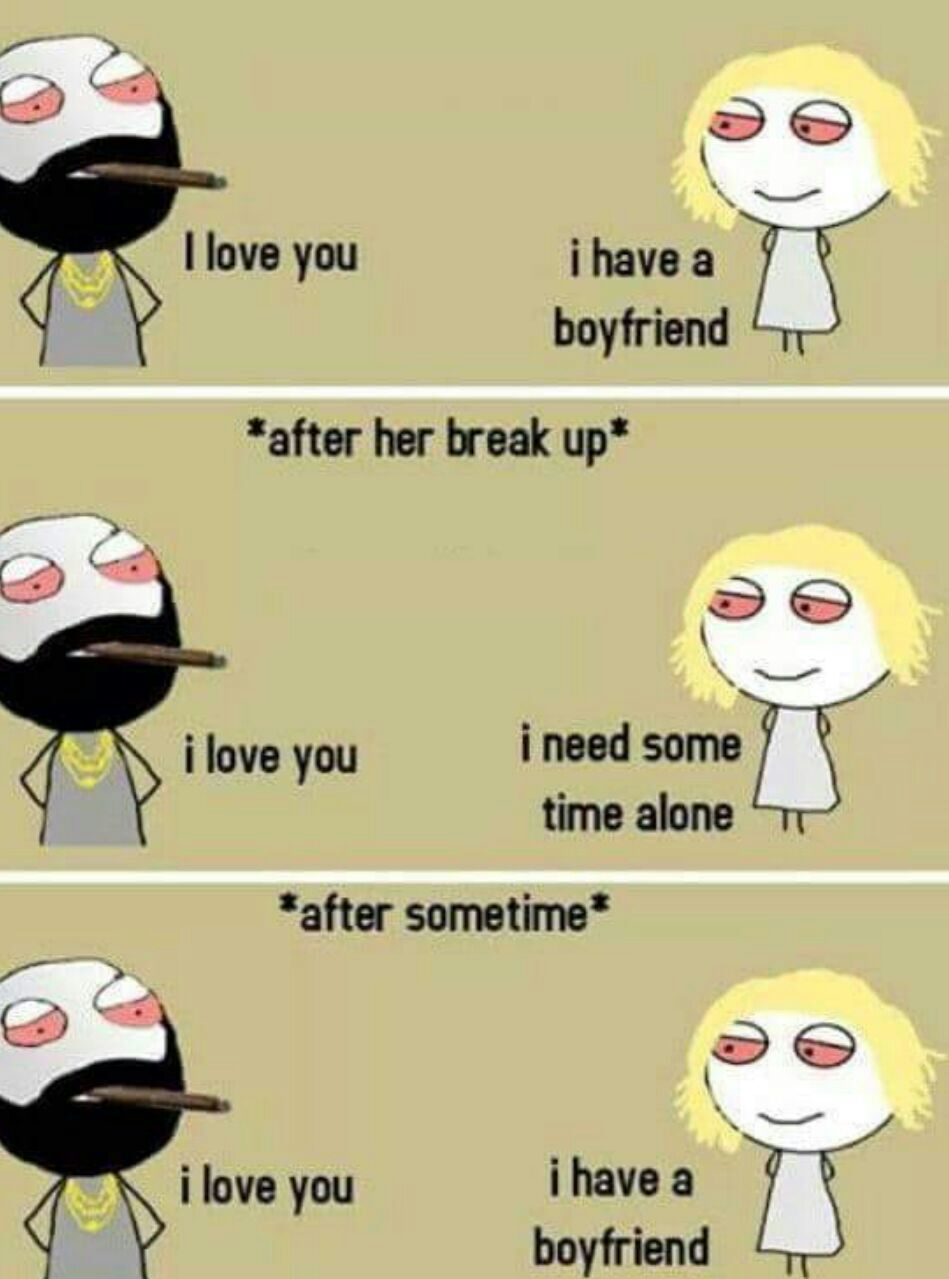 I love you
i have a
boyfriend
*after her break up*
i love you
i need some
time alone
*after sometime*
i love you
i have a
boyfriend